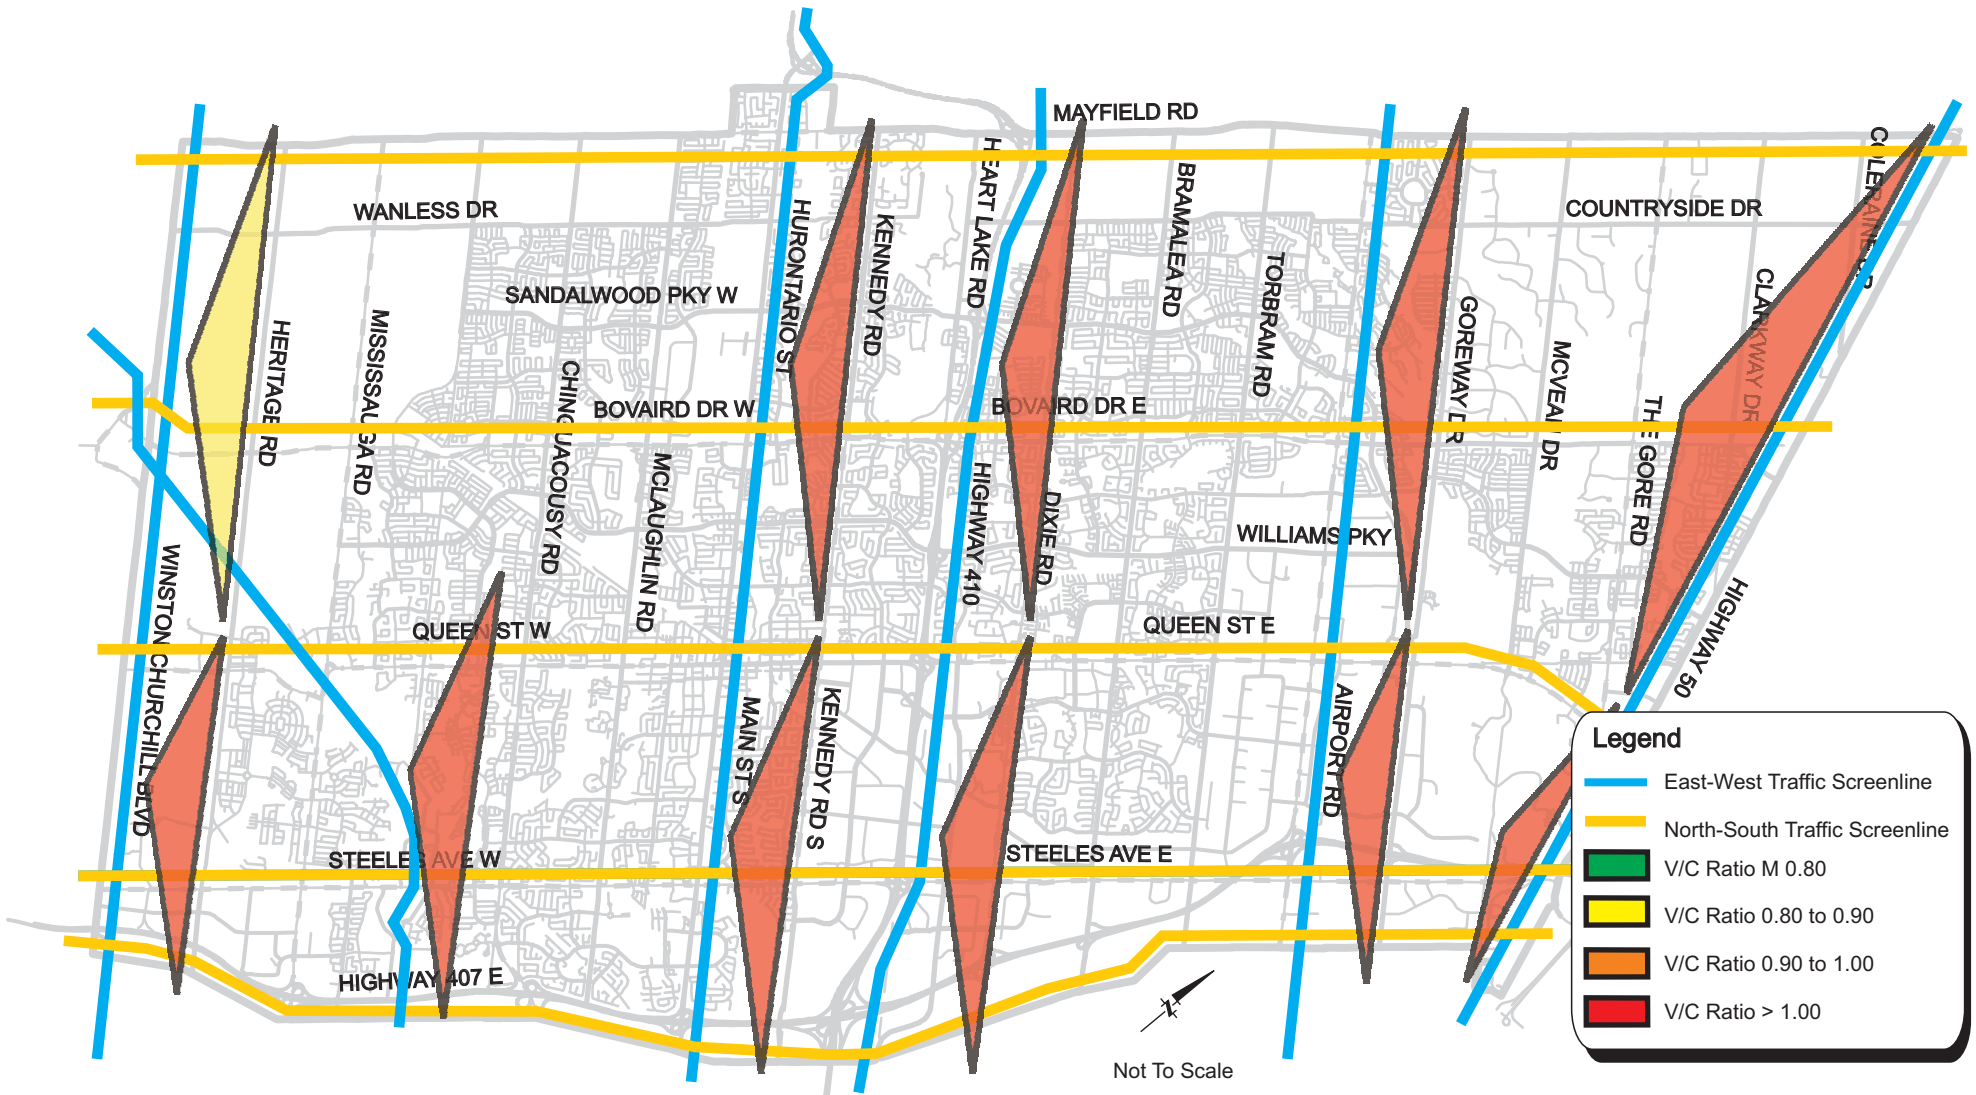 MAYFIELD RD
WANLESS DR
COUNTRYSIDE DR
SANDALWOOD PKY W
BOVAIRD DR W
BOVAIRD DR E
WILLIAMS PKY
QUEEN ST W
QUEEN ST E
STEELES AVE W
STEELES AVE E
HIGHWAY 407 E
WINSTON CHURCHILL BLVD
HERITAGE RD
MISSISSAUGA RD
CHINGUACOUSY RD
MCLAUGHLIN RD
HURONTARIO ST
MAIN ST S
KENNEDY RD
KENNEDY RD S
HEART LAKE RD
HIGHWAY 410
DIXIE RD
BRAMALEA RD
TORBRAM RD
AIRPORT RD
GOREWAY DR
MCVEAN DR
THE GORE RD
CLARKWAY DR
COLERAINE DR
HIGHWAY 50
N
Not To Scale
Legend
East-West Traffic Screenline
North-South Traffic Screenline
V/C Ratio M 0.80
V/C Ratio 0.80 to 0.90
V/C Ratio 0.90 to 1.00
V/C Ratio > 1.00